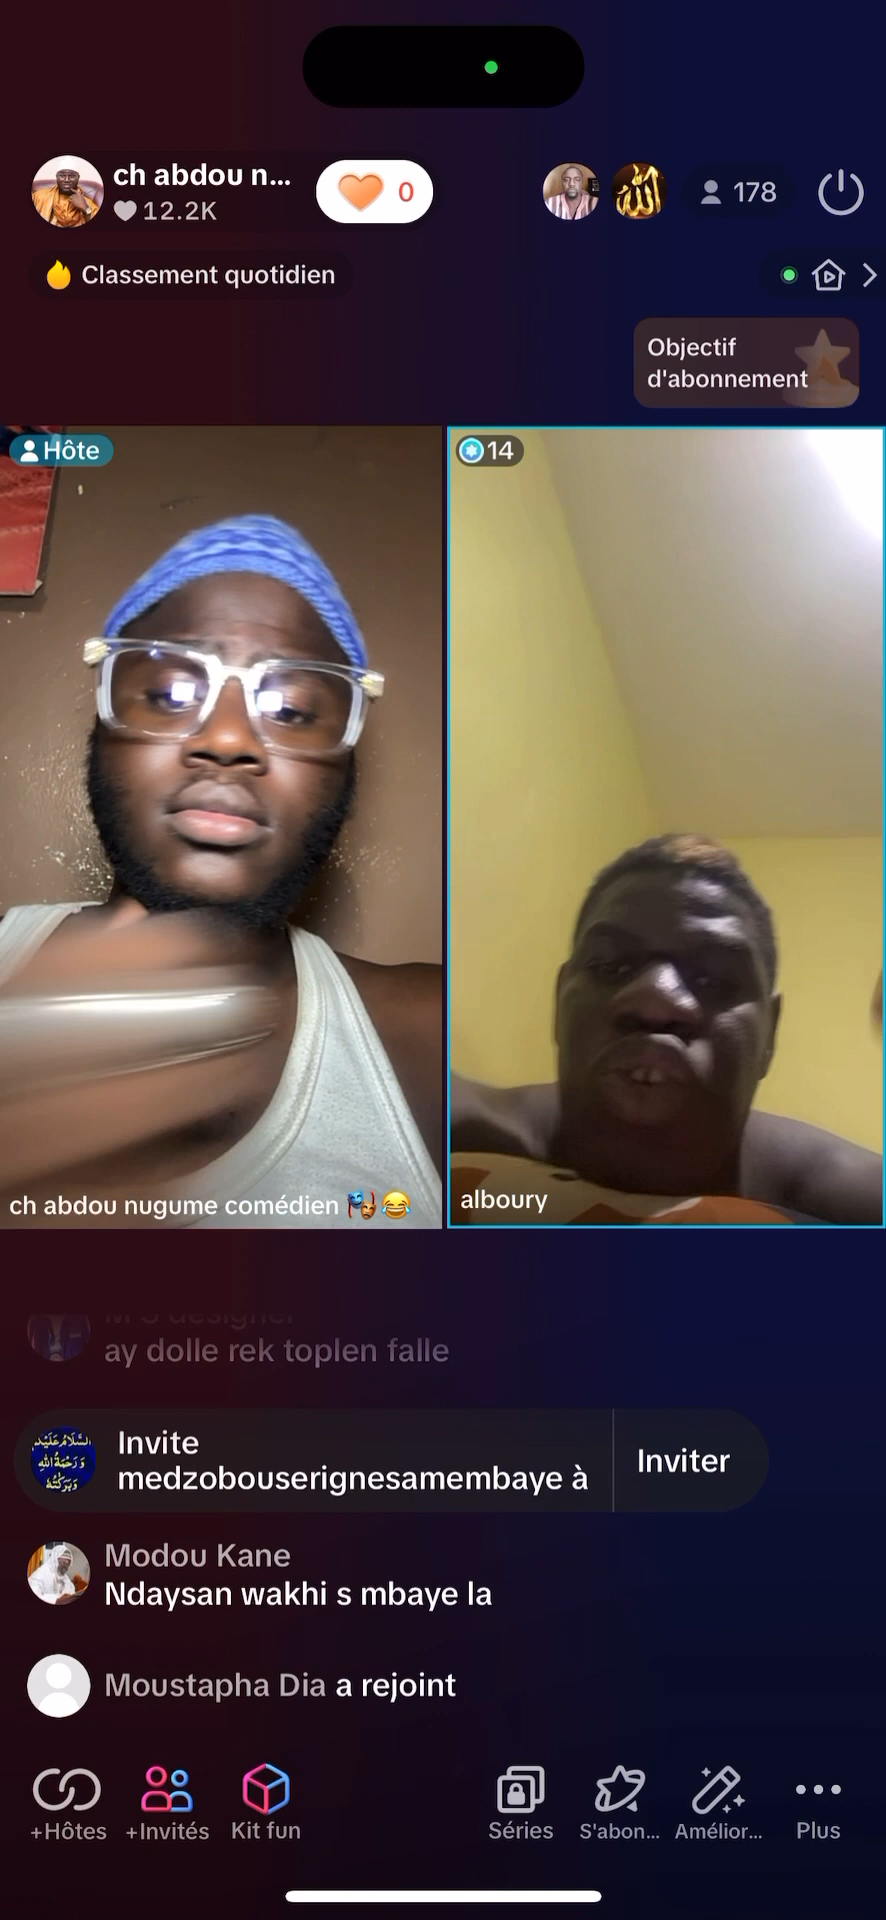 ch abdou n...
12.2K
0
178
Classement quotidien
Objectif
d'abonnement
Hôte
14
ch abdou nugume comédien 🎭😂
alboury
M S designer
ay dolle rek toplen falle
Invite
medzobouserignesamembaye à
Inviter
Modou Kane
Ndaysan wakhi s mbaye la
Moustapha Dia a rejoint
+Hôtes
+Invités
Kit fun
Séries
S'abon...
Amélior...
Plus